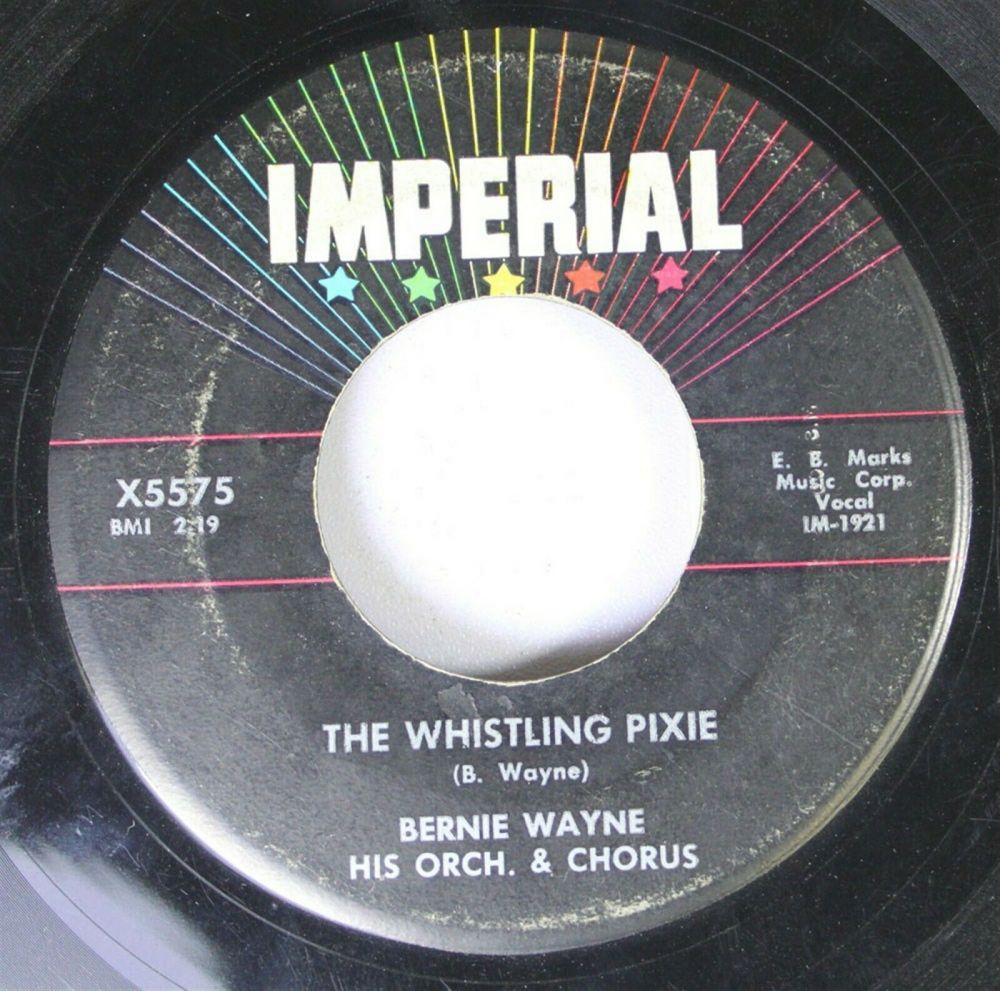 IMPERIAL
X5575
BMI 2:19
E. B. Marks
Music Corp.
Vocal
IM-1921
THE WHISTLING PIXIE
(B. Wayne)
BERNIE WAYNE
HIS ORCH. & CHORUS